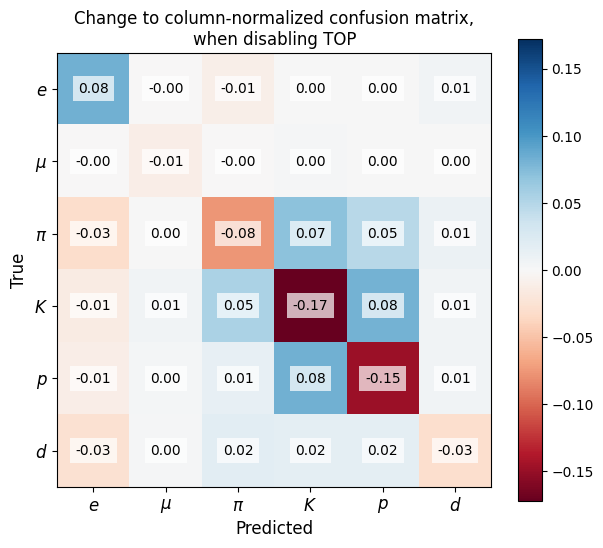 Change to column-normalized confusion matrix,
when disabling TOP
e 0.08 -0.00 -0.01 0.00 0.00 0.01
μ -0.00 -0.01 -0.00 0.00 0.00 0.00
π -0.03 0.00 -0.08 0.07 0.05 0.01
K -0.01 0.01 0.05 -0.17 0.08 0.01
p -0.01 0.00 0.01 0.08 -0.15 0.01
d -0.03 0.00 0.02 0.02 0.02 -0.03
e μ π K p d
Predicted
True
0.15
0.10
0.05
0.00
−0.05
−0.10
−0.15